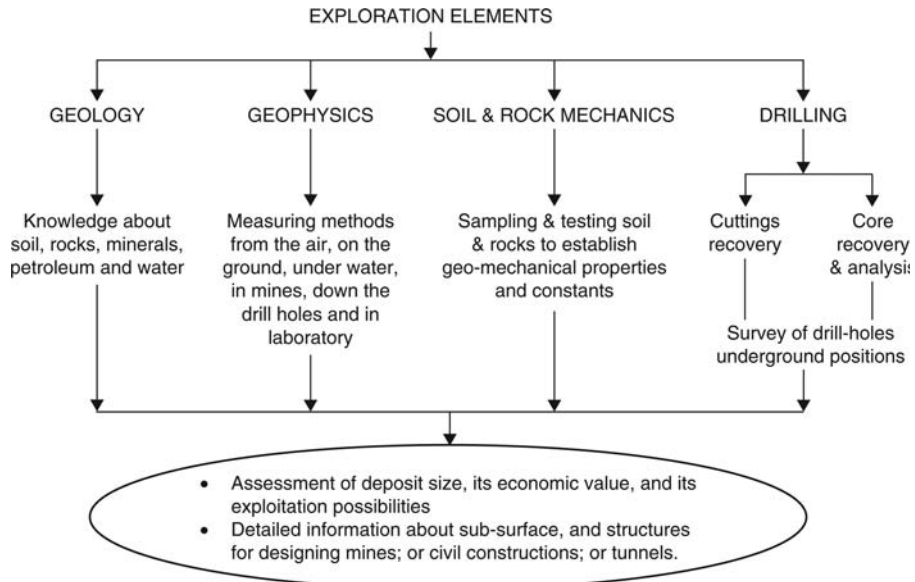 EXPLORATION ELEMENTS
GEOLOGY
GEOPHYSICS
SOIL & ROCK MECHANICS
DRILLING
Knowledge about
soil, rocks, minerals,
petroleum and water
Measuring methods
from the air, on the
ground, under water,
in mines, down the
drill holes and in
laboratory
Sampling & testing soil
& rocks to establish
geo-mechanical properties
and constants
Cuttings
recovery
Core
recovery
& analysis
Survey of drill-holes
underground positions
• Assessment of deposit size, its economic value, and its
exploitation possibilities
• Detailed information about sub-surface, and structures
for designing mines; or civil constructions; or tunnels.